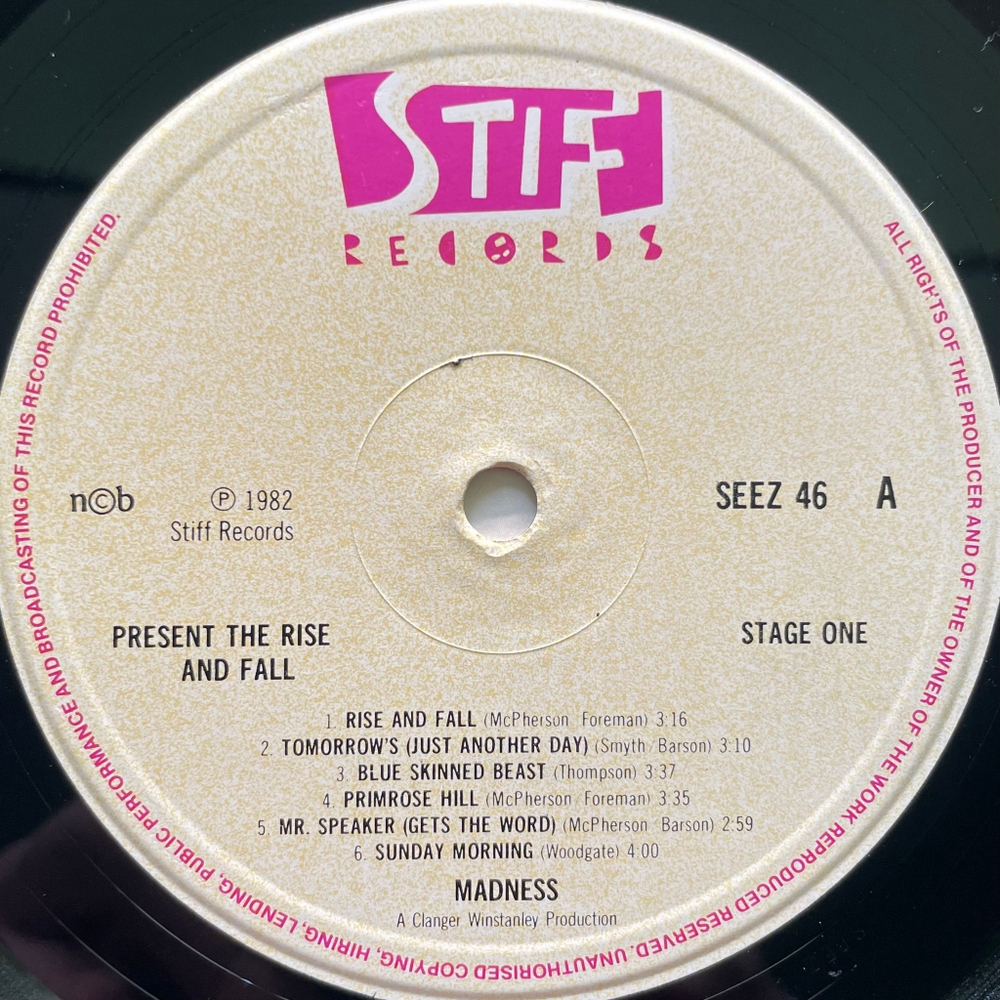 STIFF
RECORDS
ALL RIGHTS OF THE PRODUCER AND OF THE OWNER OF THE WORK REPRODUCED RESERVED. UNAUTHORISED COPYING, HIRING, LENDING, PUBLIC PERFORMANCE AND BROADCASTING OF THIS RECORD PROHIBITED.
n©b
Ⓟ 1982
Stiff Records
SEEZ 46 A
PRESENT THE RISE
AND FALL
STAGE ONE
1. RISE AND FALL (McPherson/Foreman) 3:16
2. TOMORROW'S (JUST ANOTHER DAY) (Smyth/Barson) 3:10
3. BLUE SKINNED BEAST (Thompson) 3:37
4. PRIMROSE HILL (McPherson/Foreman) 3:35
5. MR. SPEAKER (GETS THE WORD) (McPherson/Barson) 2:59
6. SUNDAY MORNING (Woodgate) 4:00
MADNESS
A Clanger Winstanley Production